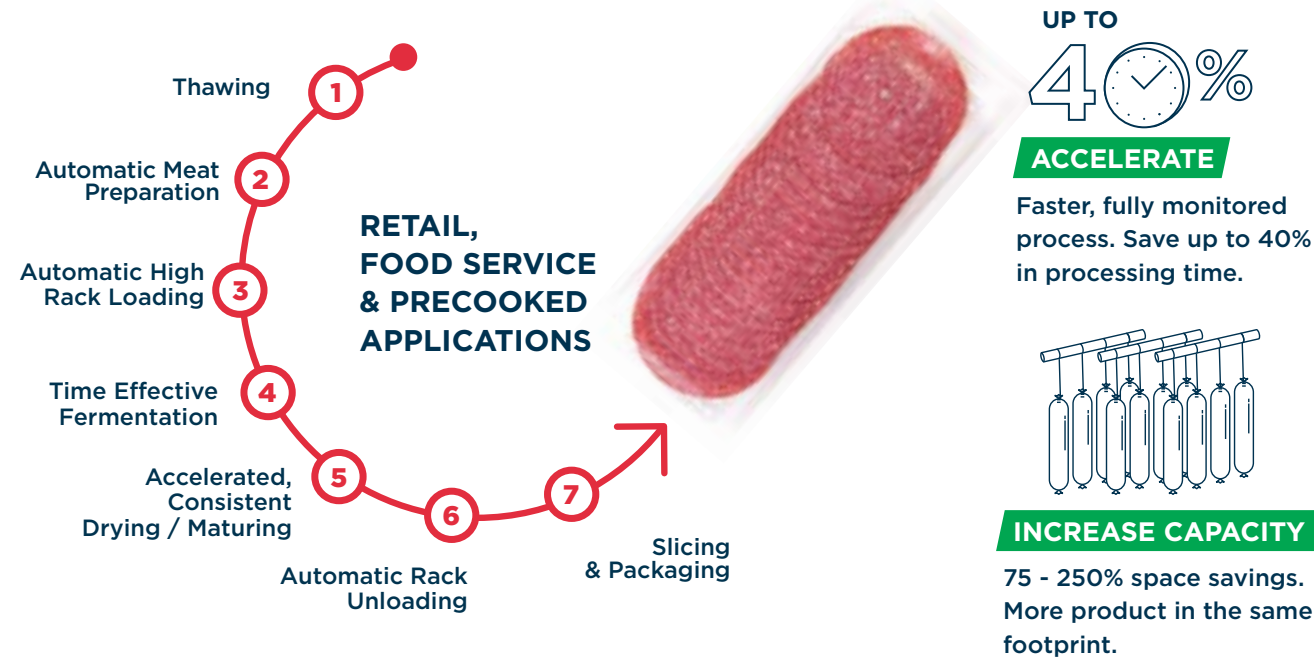 Thawing
1
Automatic Meat
Preparation
2
Automatic High
Rack Loading
3
Time Effective
Fermentation
4
Accelerated,
Consistent
Drying / Maturing
5
Automatic Rack
Unloading
6
Slicing
& Packaging
7
RETAIL,
FOOD SERVICE
& PRECOOKED
APPLICATIONS
UP TO
40%
ACCELERATE
Faster, fully monitored
process. Save up to 40%
in processing time.
INCREASE CAPACITY
75 - 250% space savings.
More product in the same
footprint.